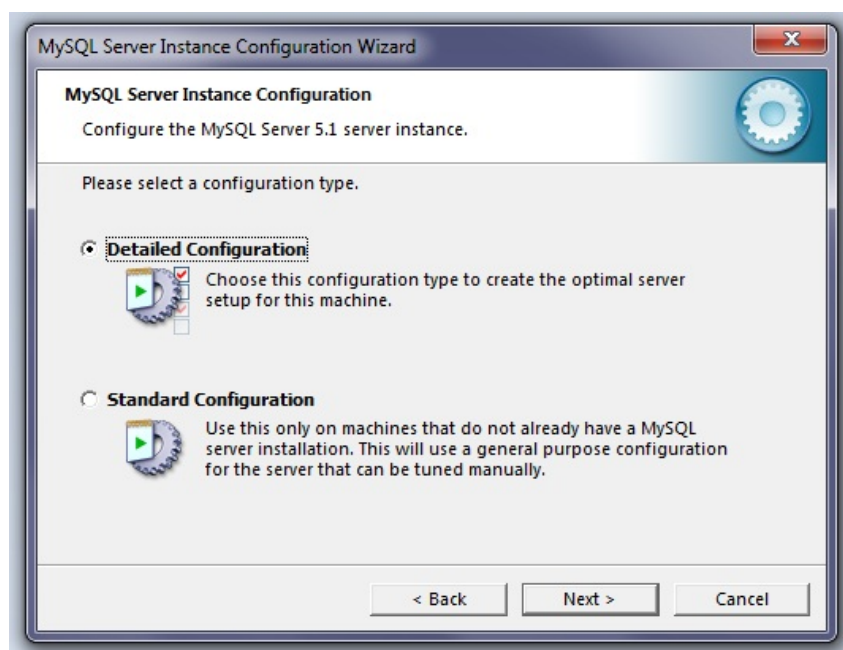 MySQL Server Instance Configuration Wizard
MySQL Server Instance Configuration
Configure the MySQL Server 5.1 server instance.
Please select a configuration type.
Detailed Configuration
Choose this configuration type to create the optimal server
setup for this machine.
Standard Configuration
Use this only on machines that do not already have a MySQL
server installation. This will use a general purpose configuration
for the server that can be tuned manually.
< Back Next > Cancel